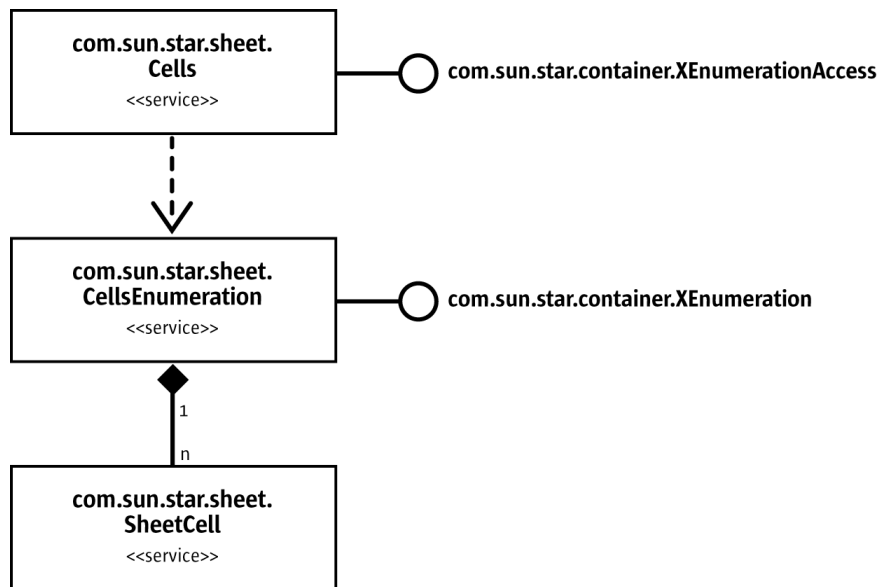 com.sun.star.sheet.
Cells
<<service>>
com.sun.star.container.XEnumerationAccess
com.sun.star.sheet.
CellsEnumeration
<<service>>
com.sun.star.container.XEnumeration
1
n
com.sun.star.sheet.
SheetCell
<<service>>